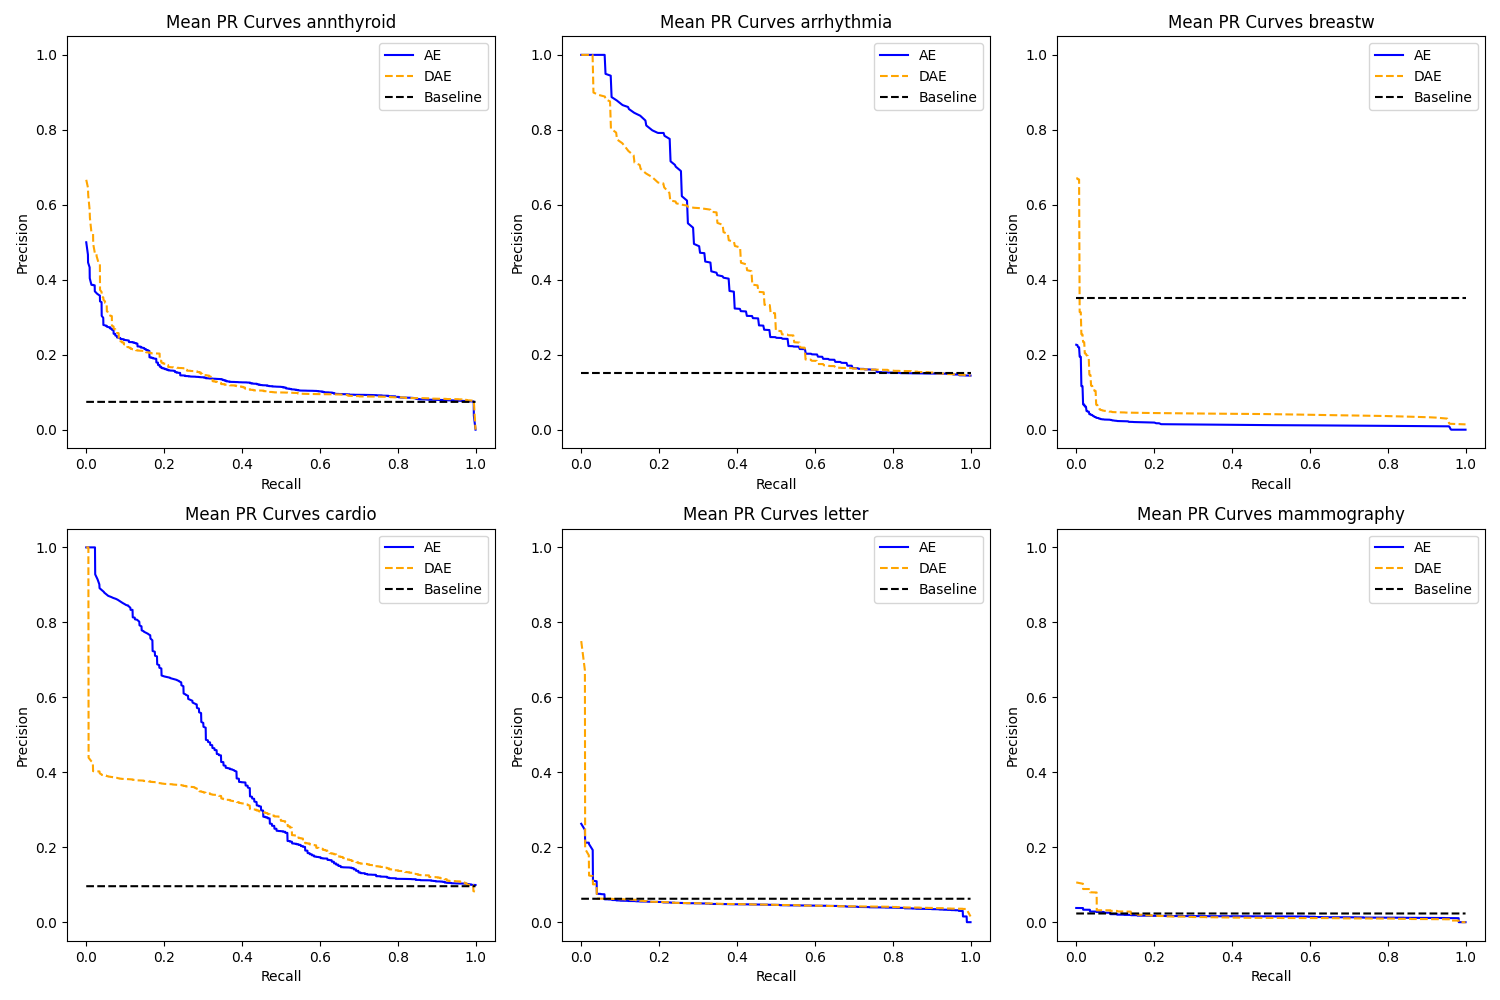 Mean PR Curves annthyroid
1.0
0.8
0.6
0.4
0.2
0.0
Precision
AE
DAE
Baseline
0.0 0.2 0.4 0.6 0.8 1.0
Recall
Mean PR Curves arrhythmia
1.0
0.8
0.6
0.4
0.2
0.0
Precision
AE
DAE
Baseline
0.0 0.2 0.4 0.6 0.8 1.0
Recall
Mean PR Curves breastw
1.0
0.8
0.6
0.4
0.2
0.0
Precision
AE
DAE
Baseline
0.0 0.2 0.4 0.6 0.8 1.0
Recall
Mean PR Curves cardio
1.0
0.8
0.6
0.4
0.2
0.0
Precision
AE
DAE
Baseline
0.0 0.2 0.4 0.6 0.8 1.0
Recall
Mean PR Curves letter
1.0
0.8
0.6
0.4
0.2
0.0
Precision
AE
DAE
Baseline
0.0 0.2 0.4 0.6 0.8 1.0
Recall
Mean PR Curves mammography
1.0
0.8
0.6
0.4
0.2
0.0
Precision
AE
DAE
Baseline
0.0 0.2 0.4 0.6 0.8 1.0
Recall